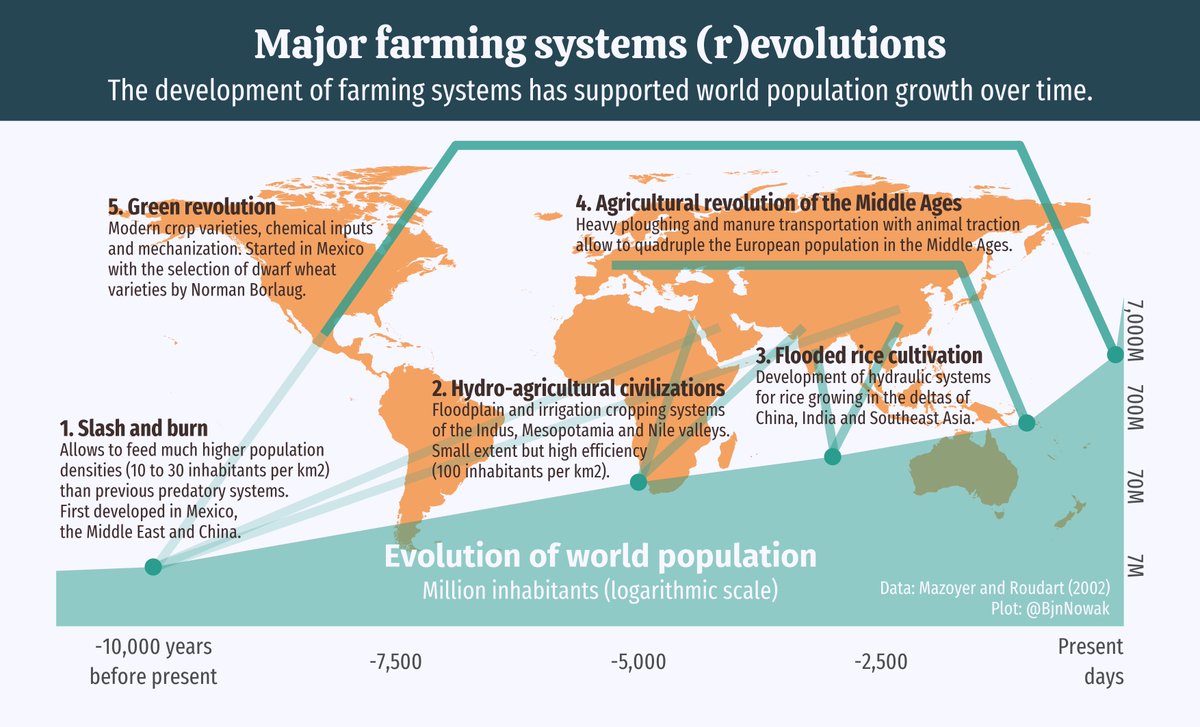 Major farming systems (r)evolutions
The development of farming systems has supported world population growth over time.
5. Green revolution
Modern crop varieties, chemical inputs
and mechanization. Started in Mexico
with the selection of dwarf wheat
varieties by Norman Borlaug.
4. Agricultural revolution of the Middle Ages
Heavy ploughing and manure transportation with animal traction
allow to quadruple the European population in the Middle Ages.
3. Flooded rice cultivation
Development of hydraulic systems
for rice growing in the deltas of
China, India and Southeast Asia.
2. Hydro-agricultural civilizations
Floodplain and irrigation cropping systems
of the Indus, Mesopotamia and Nile valleys.
Small extent but high efficiency
(100 inhabitants per km2).
1. Slash and burn
Allows to feed much higher population
densities (10 to 30 inhabitants per km2)
than previous predatory systems.
First developed in Mexico,
the Middle East and China.
7,000M
700M
70M
7M
Evolution of world population
Million inhabitants (logarithmic scale)
Data: Mazoyer and Roudart (2002)
Plot: @BjnNowak
-10,000 years
before present
-7,500
-5,000
-2,500
Present
days